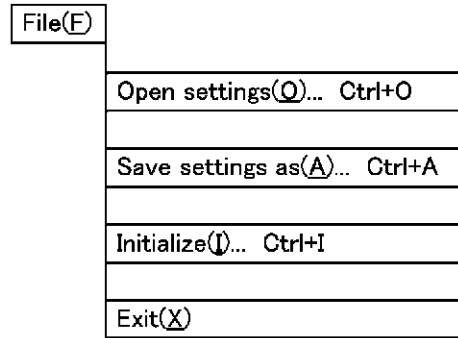 File(F)
Open settings(O)... Ctrl+O
Save settings as(A)... Ctrl+A
Initialize(I)... Ctrl+I
Exit(X)